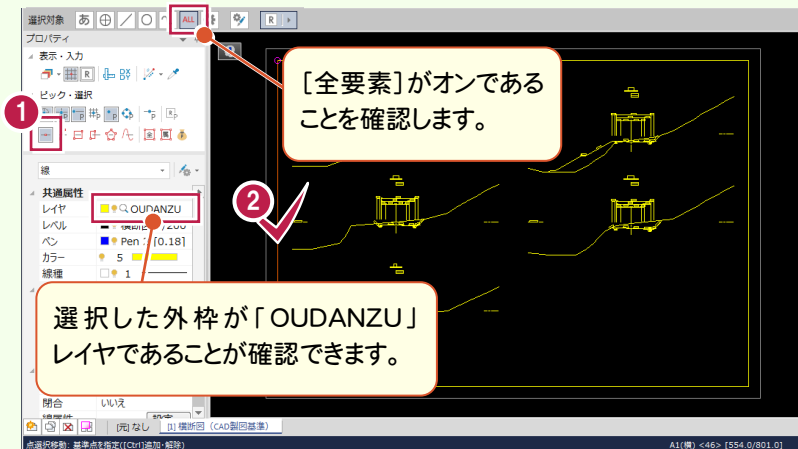 選択対象 あ ALL R
プロパティ
表示・入力
R
ピック・選択
1
線
共通属性
レイヤ OUDANZU
レベル
ペン Pen [0.18]
カラー 5
線種 1
閉合 いいえ
[元] なし [1] 横断図（CAD製図基準）
点選択移動: 基準点を指定([Ctrl]追加・解除)
A1(横) <46> [554.0/801.0]
［全要素］がオンである
ことを確認します。
2
選択した外枠が「OUDANZU」
レイヤであることが確認できます。